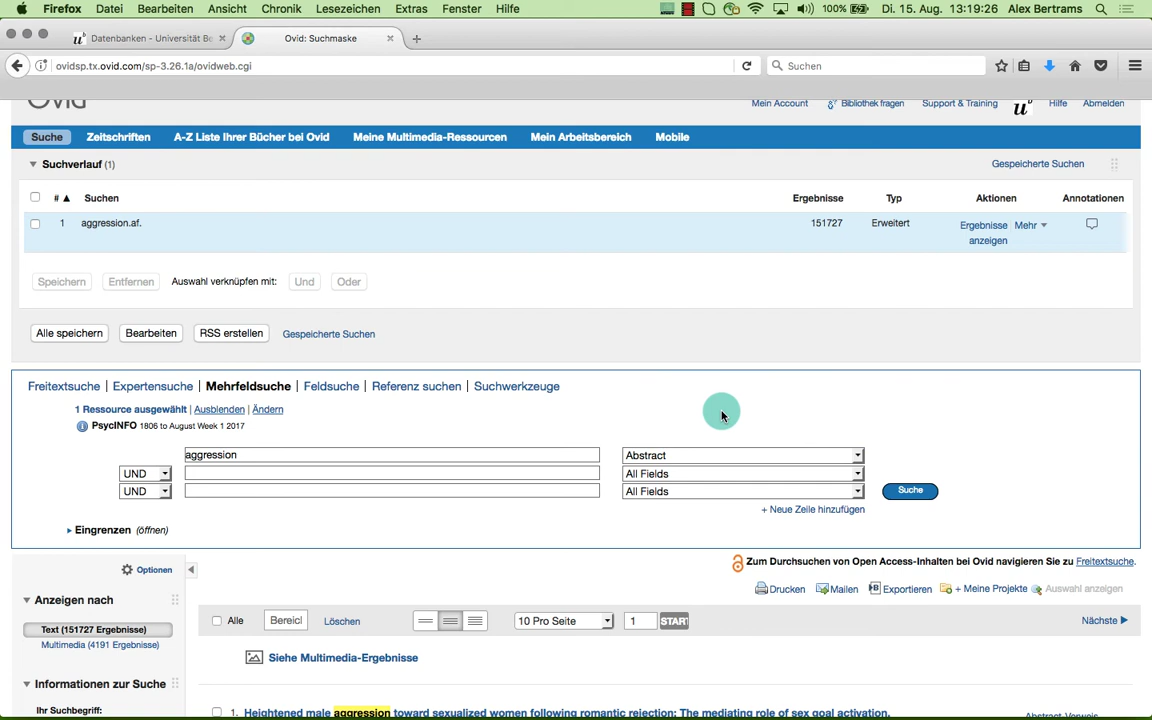 Firefox Datei Bearbeiten Ansicht Chronik Lesezeichen Extras Fenster Hilfe 100% Di. 15. Aug. 13:19:26 Alex Bertrams
Datenbanken - Universität Be × Ovid: Suchmaske × +
ovidsp.tx.ovid.com/sp-3.26.1a/ovidweb.cgi Suchen
Ovid My Account Bibliothek fragen Support & Training u Hilfe Abmelden
Suche Zeitschriften A-Z Liste Ihrer Bücher bei Ovid Meine Multimedia-Ressourcen Mein Arbeitsbereich Mobile
Suchverlauf (1) Gespeicherte Suchen
# ▲ Suchen Ergebnisse Typ Aktionen Annotationen
1 aggression.af. 151727 Erweitert Ergebnisse anzeigen Mehr
Speichern Entfernen Auswahl verknüpfen mit: Und Oder
Alle speichern Bearbeiten RSS erstellen Gespeicherte Suchen
Freitextsuche | Expertensuche | Mehrfeldsuche | Feldsuche | Referenz suchen | Suchwerkzeuge
1 Ressource ausgewählt | Ausblenden | Ändern
PsycINFO 1806 to August Week 1 2017
aggression Abstract
UND All Fields
UND All Fields Suche
+ Neue Zeile hinzufügen
Eingrenzen (öffnen)
Zum Durchsuchen von Open Access-Inhalten bei Ovid navigieren Sie zu Freitextsuche.
Optionen
Drucken Mailen Exportieren + Meine Projekte Auswahl anzeigen
Anzeigen nach
Alle Bereicl Löschen 10 Pro Seite 1 START Nächste
Text (151727 Ergebnisse)
Multimedia (4191 Ergebnisse)
Siehe Multimedia-Ergebnisse
Informationen zur Suche
Ihr Suchbegriff:
1. Heightened male aggression toward sexualized women following romantic rejection: The mediating role of sex goal activation. Abstract-Verweis